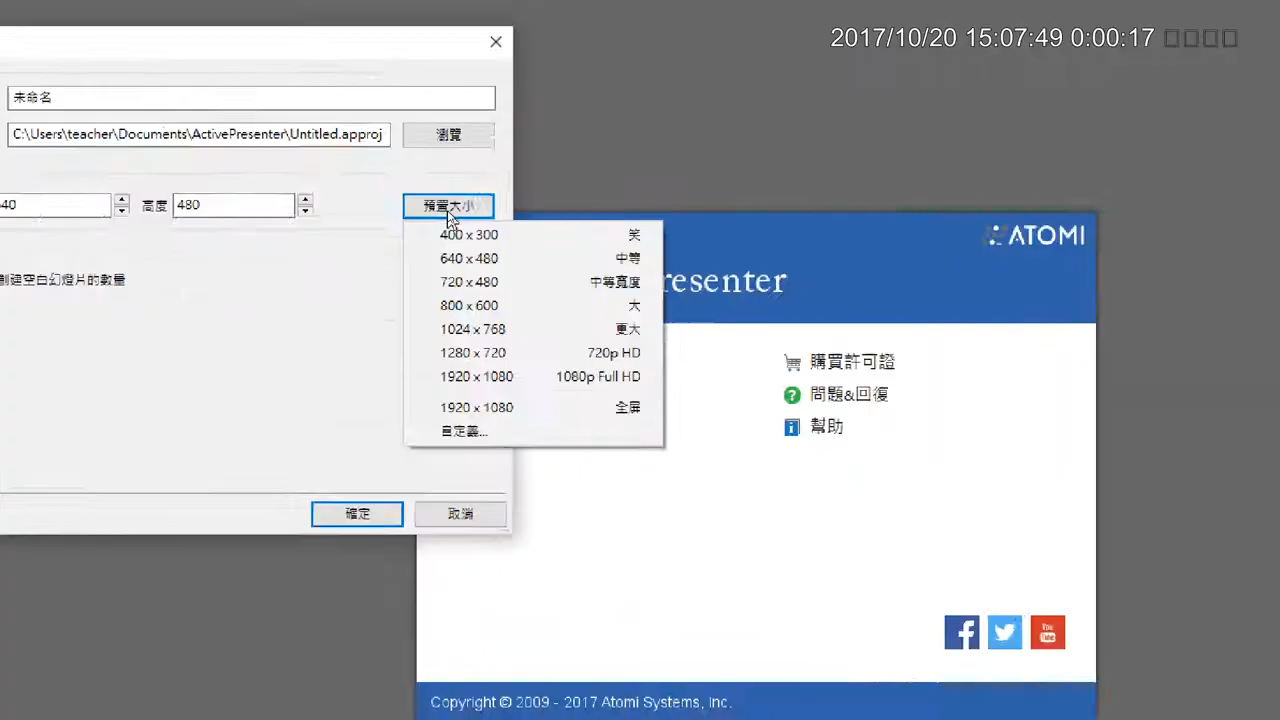 2017/10/20 15:07:49 0:00:17
未命名
C:\Users\teacher\Documents\ActivePresenter\Untitled.approj
瀏覽
40
高度
480
預置大小
400 x 300 笑
640 x 480 中等
720 x 480 中等寬度
800 x 600 大
1024 x 768 更大
1280 x 720 720p HD
1920 x 1080 1080p Full HD
1920 x 1080 全屏
自定義...
創建空白幻燈片的數量
確定
取消
ATOMI
resenter
購買許可證
問題&回復
幫助
You Tube
Copyright © 2009 - 2017 Atomi Systems, Inc.